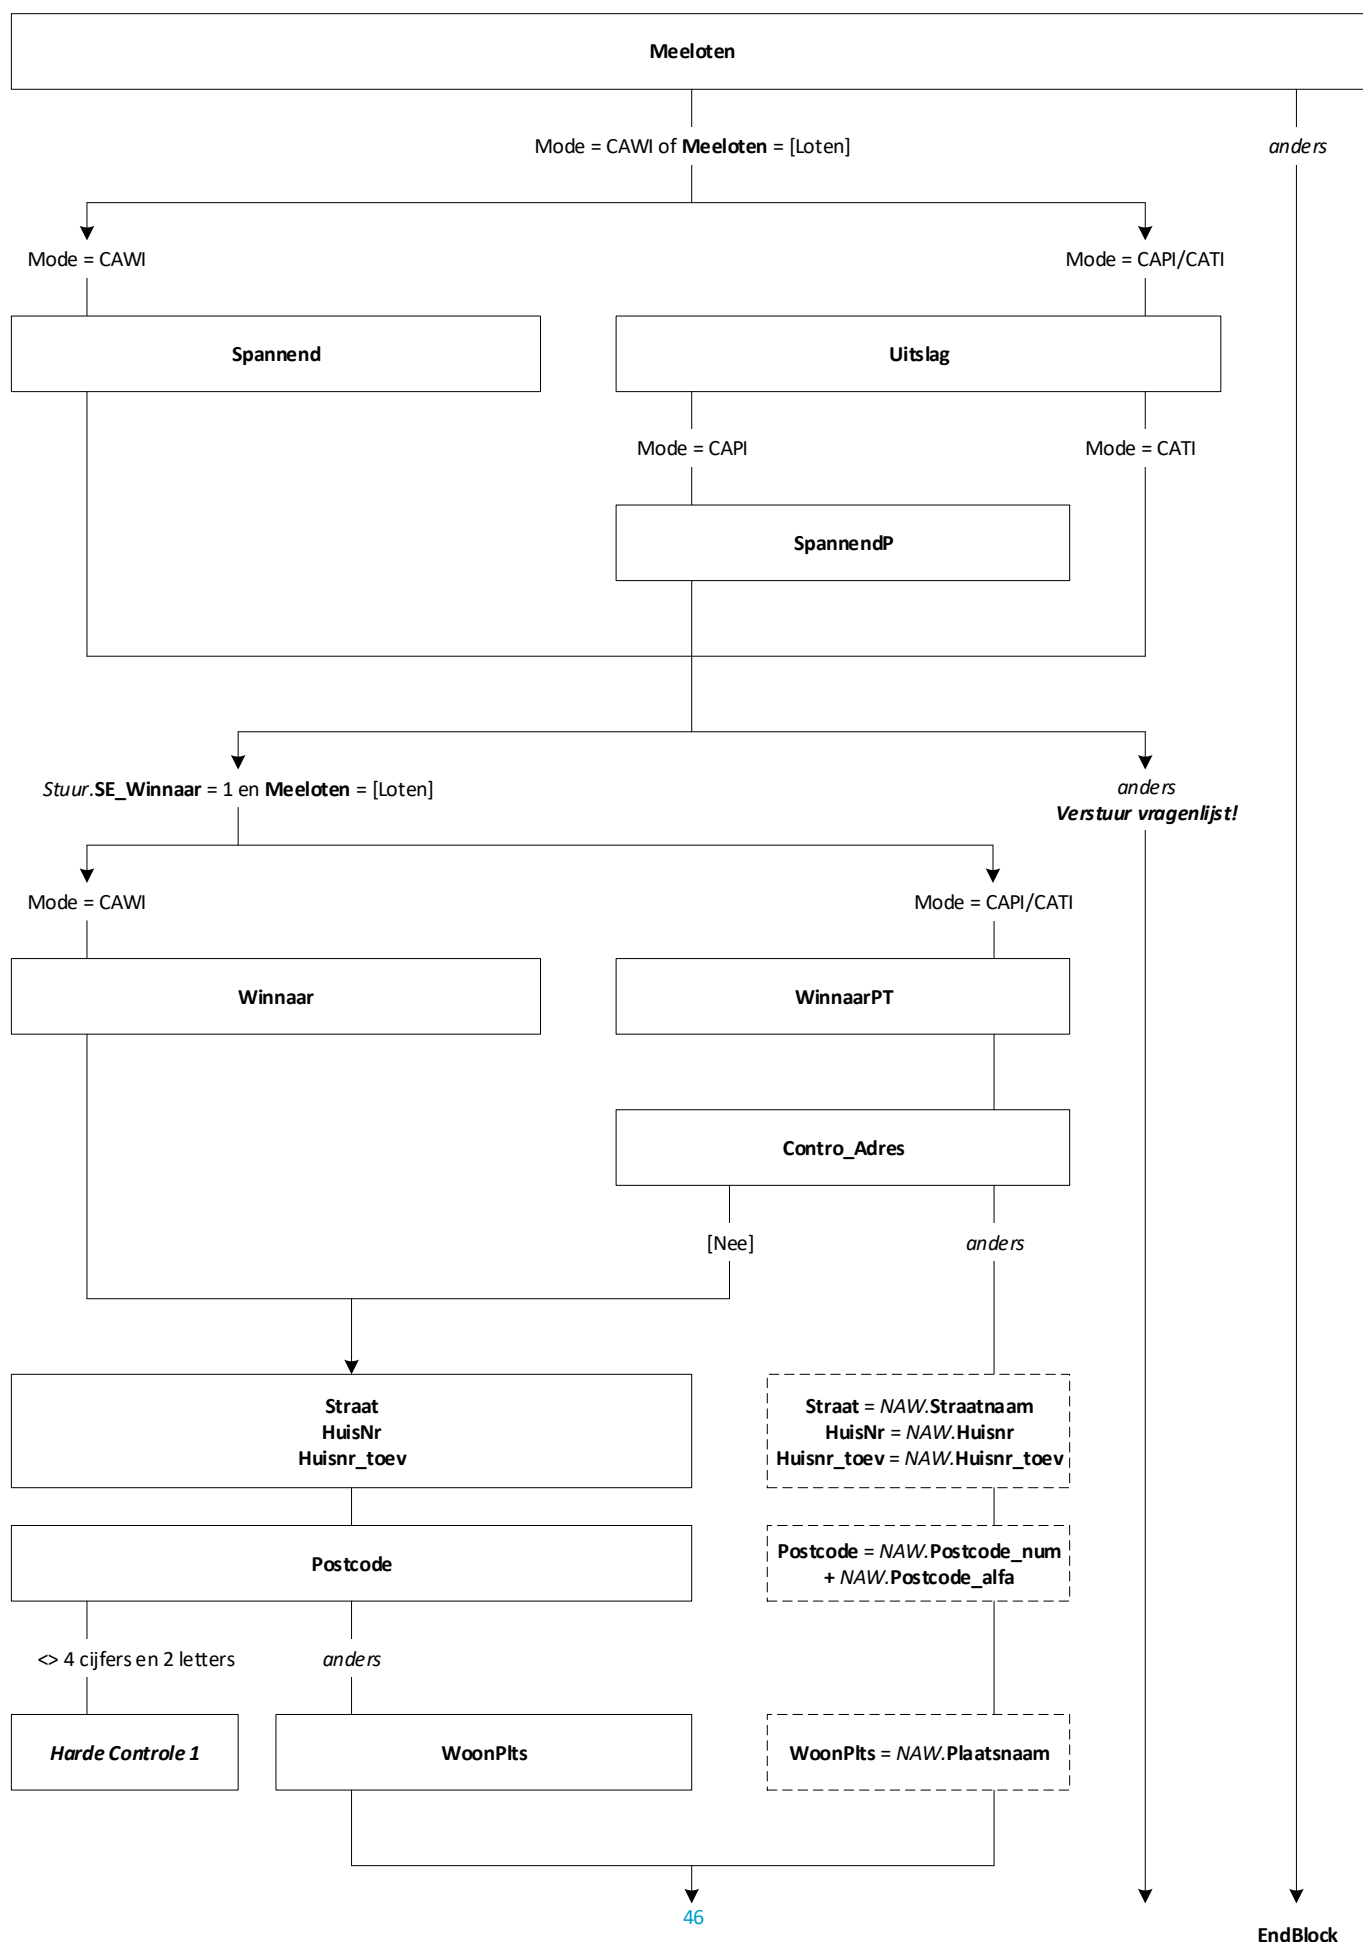 Meeloten
Mode = CAWI of Meeloten = [Loten]
anders
Mode = CAWI
Mode = CAPI/CATI
Spannend
Uitslag
Mode = CAPI
Mode = CATI
SpannendP
Stuur.SE_Winnaar = 1 en Meeloten = [Loten]
anders
Verstuur vragenlijst!
Mode = CAWI
Mode = CAPI/CATI
Winnaar
WinnaarPT
Contro_Adres
[Nee]
anders
Straat
HuisNr
Huisnr_toev
Straat = NAW.Straatnaam
HuisNr = NAW.Huisnr
Huisnr_toev = NAW.Huisnr_toev
Postcode
Postcode = NAW.Postcode_num
+ NAW.Postcode_alfa
<> 4 cijfers en 2 letters
anders
Harde Controle 1
WoonPlts
WoonPlts = NAW.Plaatsnaam
46
EndBlock